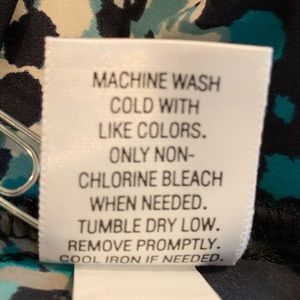 MACHINE WASH
COLD WITH
LIKE COLORS.
ONLY NON-
CHLORINE BLEACH
WHEN NEEDED.
TUMBLE DRY LOW.
REMOVE PROMPTLY.
COOL IRON IF NEEDED.